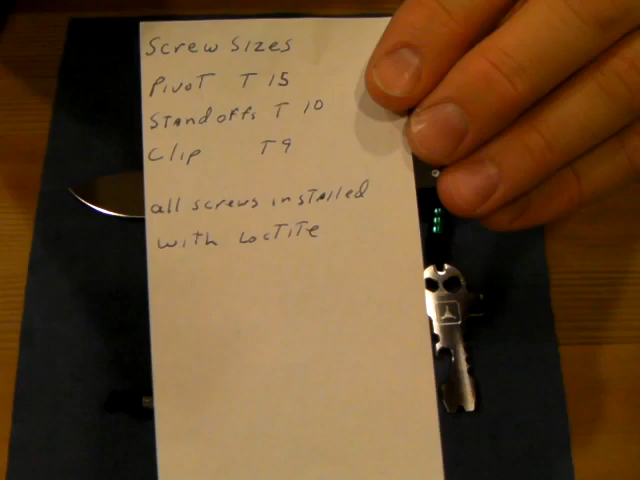 Screw Sizes
Pivot T 15
Standoffs T 10
Clip T9
all screws installed
with Loctite